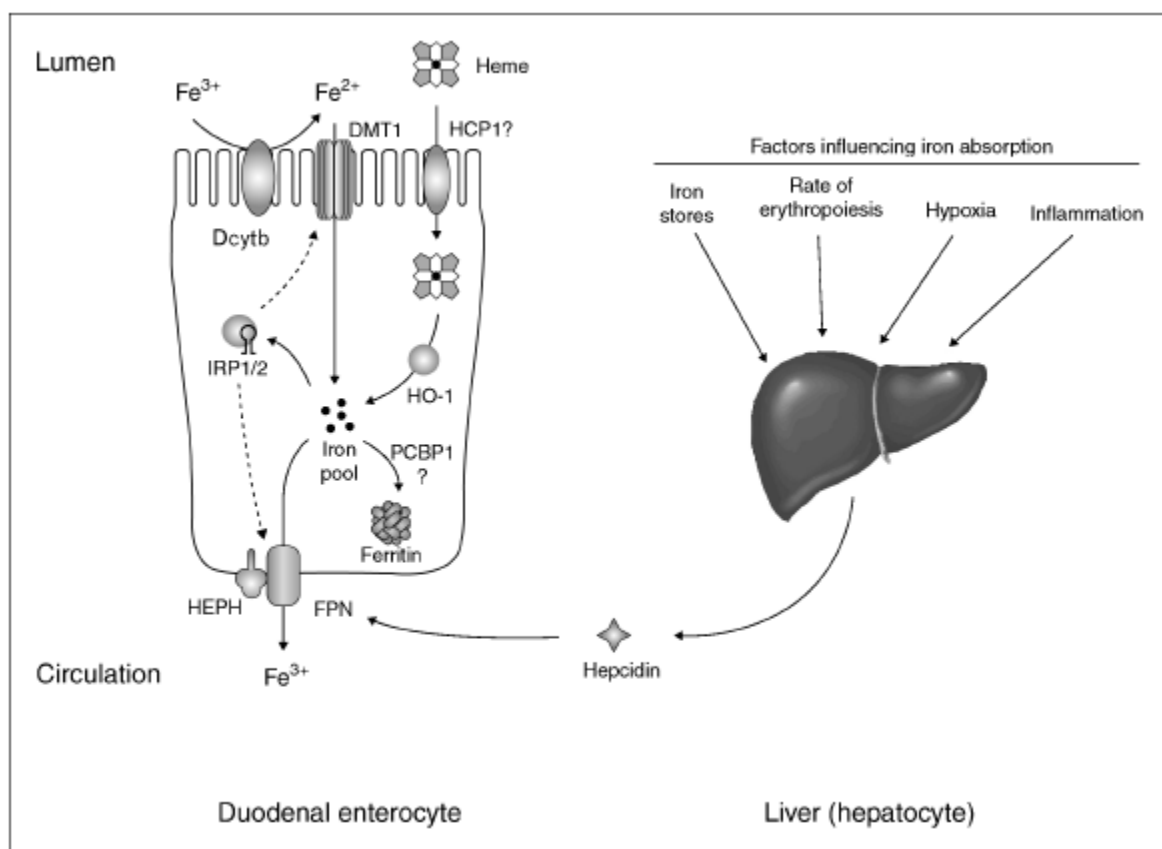 Lumen
Heme
Fe³⁺
Fe²⁺
DMT1
HCP1?
Dcytb
IRP1/2
HO-1
Iron
pool
PCBP1
?
Ferritin
HEPH
FPN
Circulation
Fe³⁺
Duodenal enterocyte
Factors influencing iron absorption
Iron
stores
Rate of
erythropoiesis
Hypoxia
Inflammation
Hepcidin
Liver (hepatocyte)